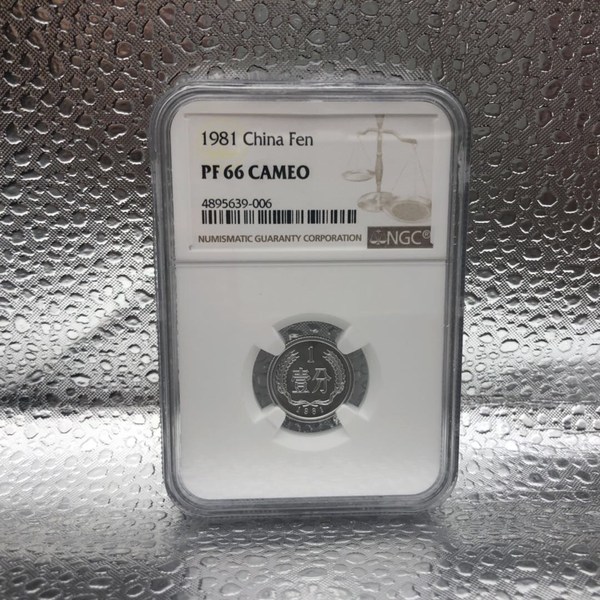 1981 China Fen
PF 66 CAMEO
4895639-006
NUMISMATIC GUARANTY CORPORATION
NGC®
1
壹分
1981